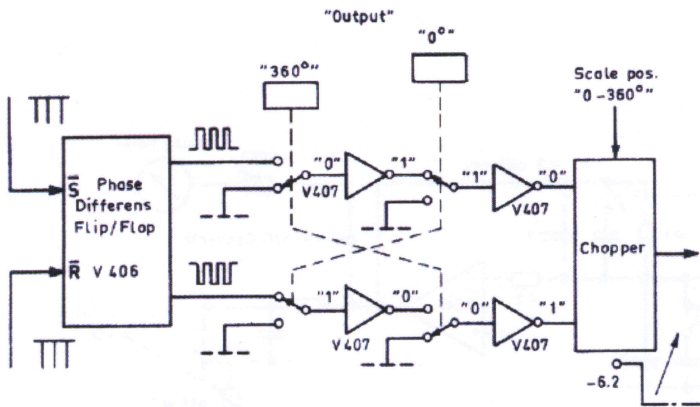 "Output"
"0°"
"360°"
Scale pos.
"0-360°"
S̅
Phase
Differens
Flip/Flop
R̅ V 406
"0"
V407
"1"
"1"
"0"
V407
Chopper
"1"
"0"
V407
"0"
"1"
V407
-6.2